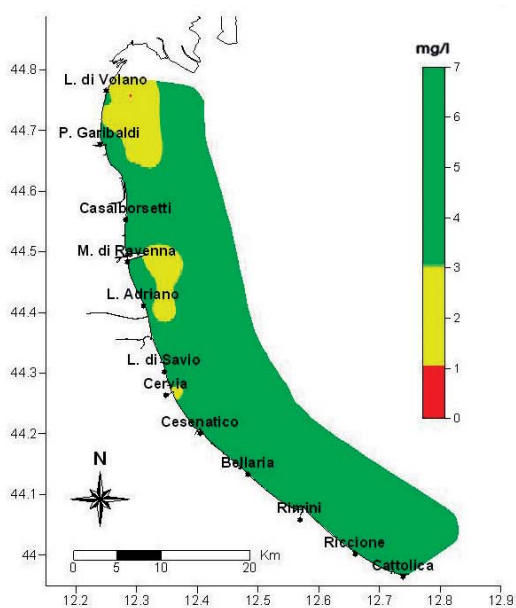 mg/l
7
6
5
4
3
2
1
0
44.8
44.7
44.6
44.5
44.4
44.3
44.2
44.1
44
L. di Volano
P. Garibaldi
Casalborsetti
M. di Ravenna
L. Adriano
L. di Savio
Cervia
Cesenatico
Bellaria
Rimini
Riccione
Cattolica
N
0 5 10 20 Km
12.2 12.3 12.4 12.5 12.6 12.7 12.8 12.9